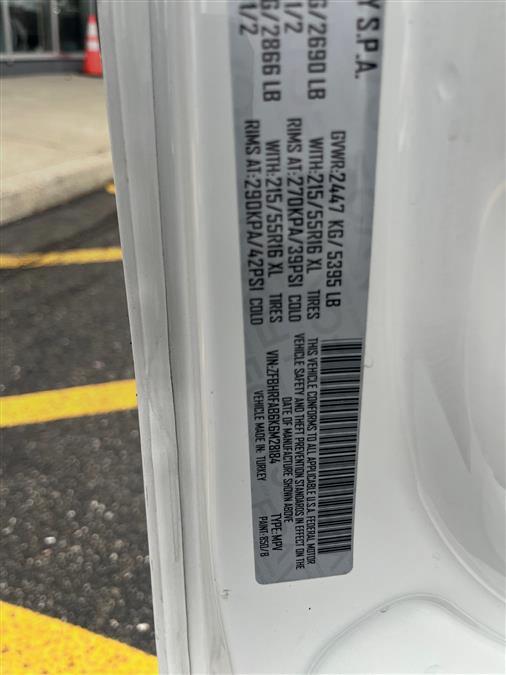 Y S.P.A.
GVWR:2447 KG/ 5395 LB
G/2690 LB WITH:215/55R16 XL TIRES
1/2 RIMS AT:270KPA/39PSI COLD
G/2866 LB WITH:215/55R16 XL TIRES
1/2 RIMS AT:290KPA/42PSI COLD
THIS VEHICLE CONFORMS TO ALL APPLICABLE U.S.A. FEDERAL MOTOR
VEHICLE SAFETY AND THEFT PREVENTION STANDARDS IN EFFECT ON THE
DATE OF MANUFACTURE SHOWN ABOVE
VIN:ZFBHRFAB6K6M28184 TYPE:MPV
VEHICLE MADE IN: TURKEY